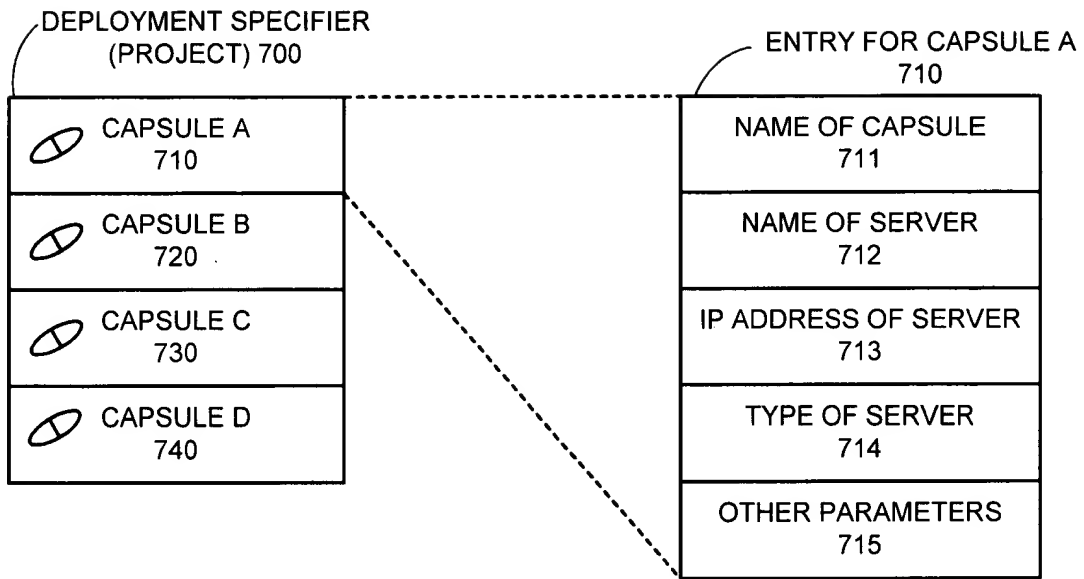 DEPLOYMENT SPECIFIER
(PROJECT) 700
CAPSULE A
710
CAPSULE B
720
CAPSULE C
730
CAPSULE D
740
ENTRY FOR CAPSULE A
710
NAME OF CAPSULE
711
NAME OF SERVER
712
IP ADDRESS OF SERVER
713
TYPE OF SERVER
714
OTHER PARAMETERS
715